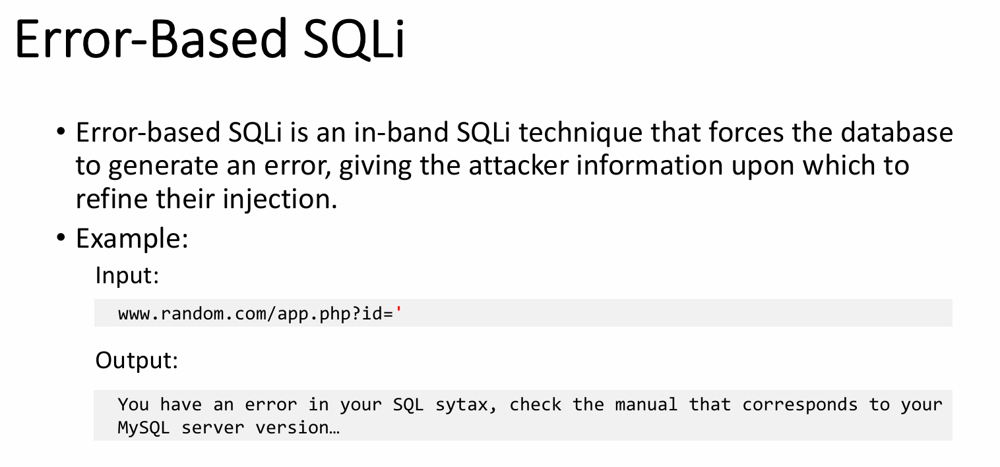 Error-Based SQLi
• Error-based SQLi is an in-band SQLi technique that forces the database
to generate an error, giving the attacker information upon which to
refine their injection.
• Example:
Input:
www.random.com/app.php?id='
Output:
You have an error in your SQL sytax, check the manual that corresponds to your
MySQL server version…